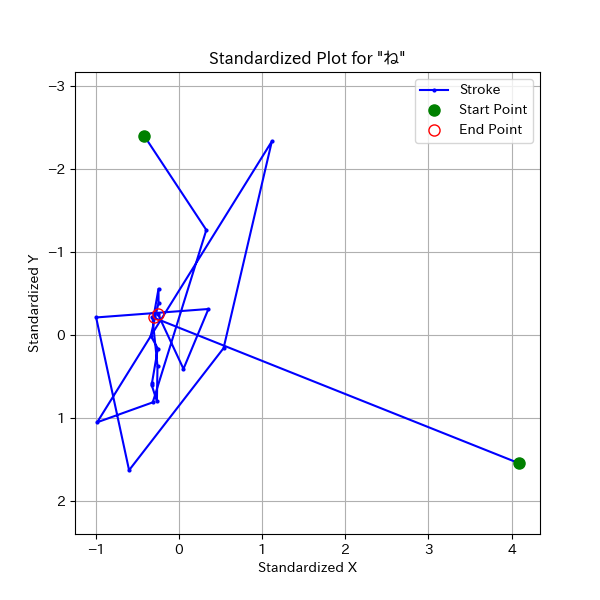 Standardized Plot for "ね"
Stroke
Start Point
End Point
Standardized Y
−3
−2
−1
0
1
2
−1 0 1 2 3 4
Standardized X